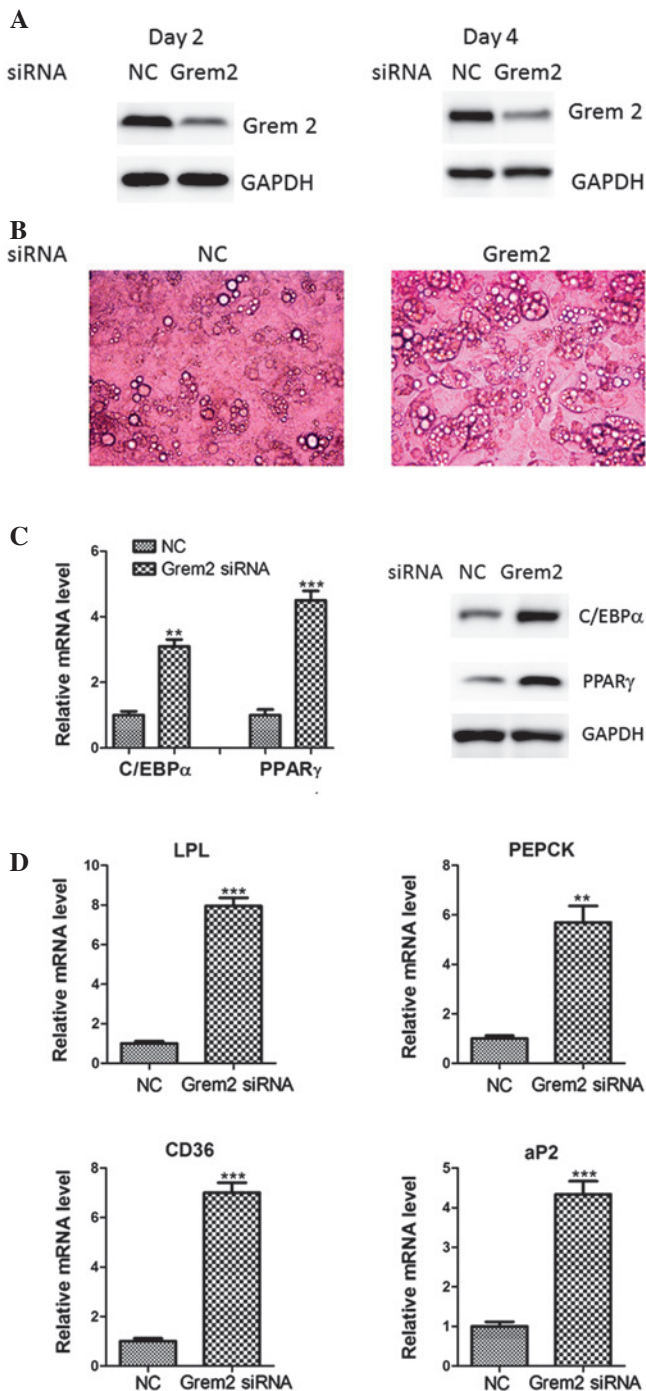 A
Day 2
Day 4
siRNA NC Grem2
siRNA NC Grem2
Grem 2
Grem 2
GAPDH
GAPDH
B
siRNA NC Grem2
C
NC
Grem2 siRNA
Relative mRNA level
6
4
2
0
**
***
C/EBPα PPARγ
siRNA NC Grem2
C/EBPα
PPARγ
GAPDH
D
LPL
Relative mRNA level
10
8
6
4
2
0
***
NC Grem2 siRNA
PEPCK
Relative mRNA level
8
6
4
2
0
**
NC Grem2 siRNA
CD36
Relative mRNA level
8
6
4
2
0
***
NC Grem2 siRNA
aP2
Relative mRNA level
5
4
3
2
1
0
***
NC Grem2 siRNA